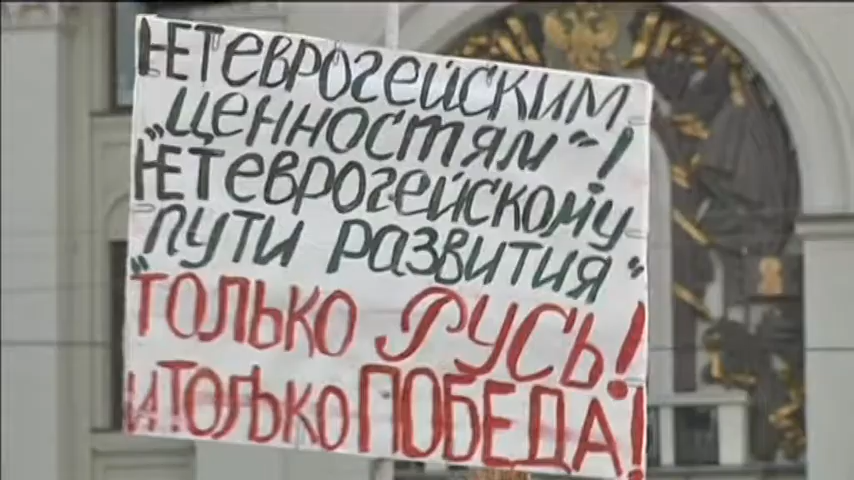 НЕТ ЕВРОГЕЙСКИМ
„ЦЕННОСТЯМ“!
НЕТ ЕВРОГЕЙСКОМУ
„ПУТИ РАЗВИТИЯ“
ТОЛЬКО РУСЬ!
И ТОЛЬКО ПОБЕДА!